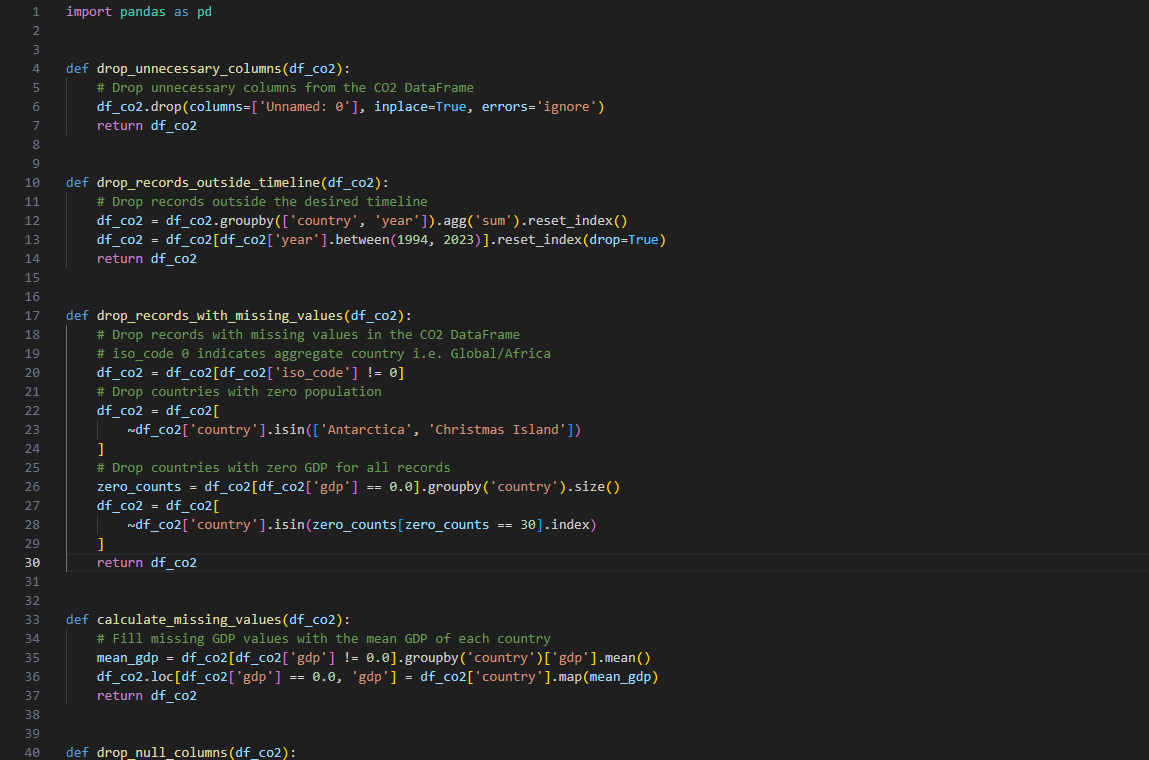 1 import pandas as pd
2
3
4 def drop_unnecessary_columns(df_co2):
5     # Drop unnecessary columns from the CO2 DataFrame
6     df_co2.drop(columns=['Unnamed: 0'], inplace=True, errors='ignore')
7     return df_co2
8
9
10 def drop_records_outside_timeline(df_co2):
11     # Drop records outside the desired timeline
12     df_co2 = df_co2.groupby(['country', 'year']).agg('sum').reset_index()
13     df_co2 = df_co2[df_co2['year'].between(1994, 2023)].reset_index(drop=True)
14     return df_co2
15
16
17 def drop_records_with_missing_values(df_co2):
18     # Drop records with missing values in the CO2 DataFrame
19     # iso_code 0 indicates aggregate country i.e. Global/Africa
20     df_co2 = df_co2[df_co2['iso_code'] != 0]
21     # Drop countries with zero population
22     df_co2 = df_co2[
23         ~df_co2['country'].isin(['Antarctica', 'Christmas Island'])
24     ]
25     # Drop countries with zero GDP for all records
26     zero_counts = df_co2[df_co2['gdp'] == 0.0].groupby('country').size()
27     df_co2 = df_co2[
28         ~df_co2['country'].isin(zero_counts[zero_counts == 30].index)
29     ]
30     return df_co2
31
32
33 def calculate_missing_values(df_co2):
34     # Fill missing GDP values with the mean GDP of each country
35     mean_gdp = df_co2[df_co2['gdp'] != 0.0].groupby('country')['gdp'].mean()
36     df_co2.loc[df_co2['gdp'] == 0.0, 'gdp'] = df_co2['country'].map(mean_gdp)
37     return df_co2
38
39
40 def drop_null_columns(df_co2):